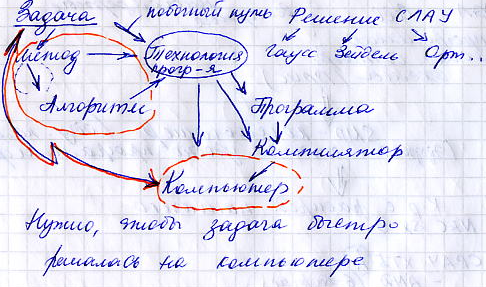 Задача побочный путь Решение СЛАУ
Метод Технология прогр-я Гаусс Зейдель Орт..
Алгоритм Программа
Компилятор
Компьютер
Нужно, чтобы задача быстро
решалась на компьютере